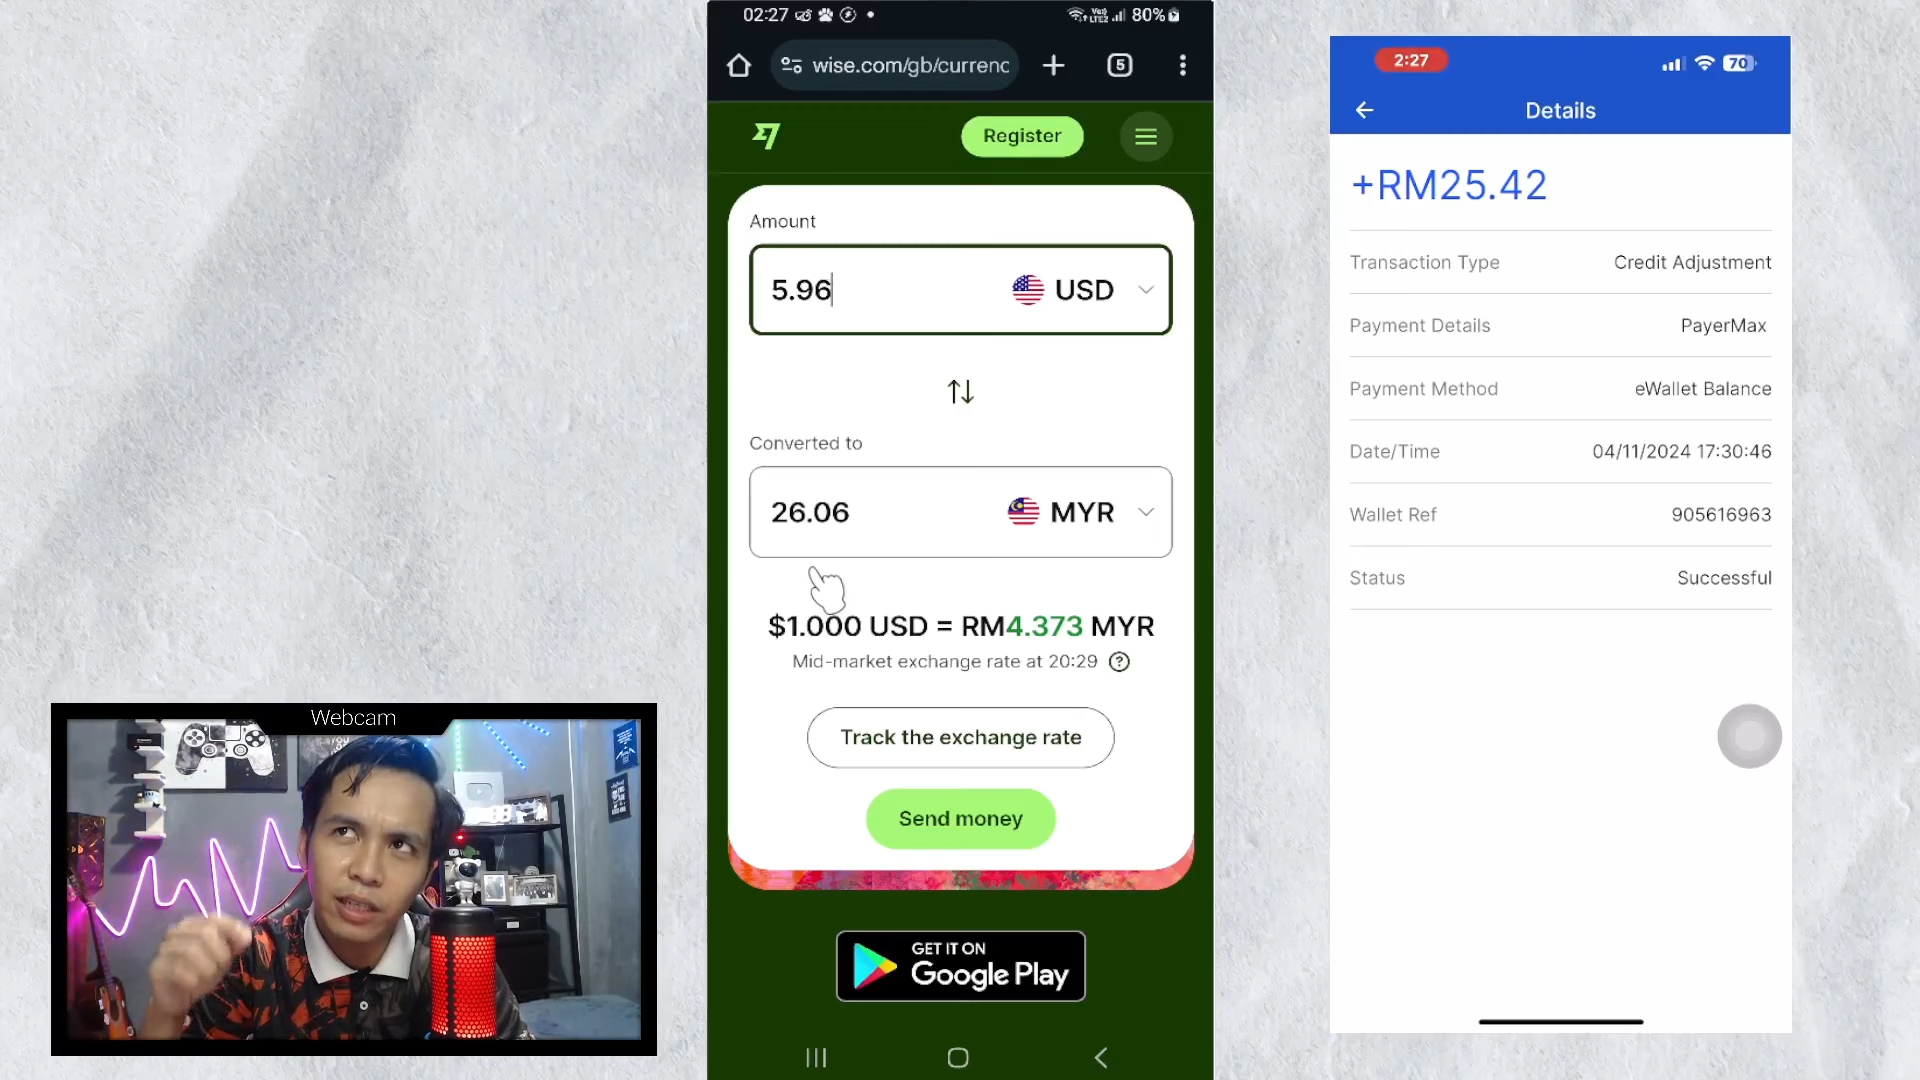 02:27
Vo))
LTE2
80%
wise.com/gb/currenc
5
Register
Amount
5.96
USD
Converted to
26.06
MYR
$1.000 USD = RM4.373 MYR
Mid-market exchange rate at 20:29
?
Track the exchange rate
Send money
GET IT ON
Google Play
2:27
70
Details
+RM25.42
Transaction Type
Credit Adjustment
Payment Details
PayerMax
Payment Method
eWallet Balance
Date/Time
04/11/2024 17:30:46
Wallet Ref
905616963
Status
Successful
Webcam